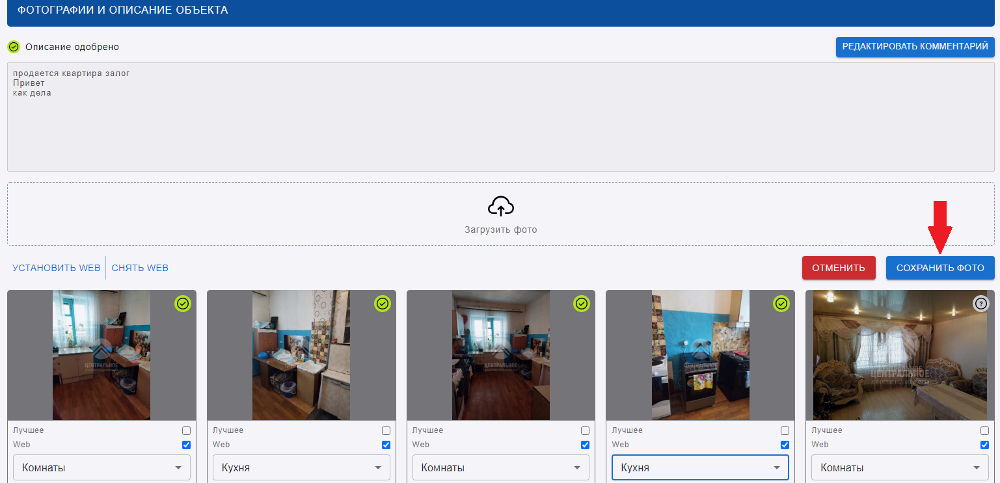 ФОТОГРАФИИ И ОПИСАНИЕ ОБЪЕКТА
Описание одобрено
РЕДАКТИРОВАТЬ КОММЕНТАРИЙ
продается квартира залог
Привет
как дела
Загрузить фото
УСТАНОВИТЬ WEB
СНЯТЬ WEB
ОТМЕНИТЬ
СОХРАНИТЬ ФОТО
ЦЕНТРАЛЬНОЕ
ЦЕНТРАЛЬНОЕ
ЦЕНТРАЛЬНОЕ
ЦЕНТРАЛЬНОЕ
АГЕНТСТВО НЕДВИЖИМОСТИ
Лучшее
Лучшее
Лучшее
Лучшее
Лучшее
Web
Web
Web
Web
Web
Комнаты
Кухня
Комнаты
Кухня
Комнаты